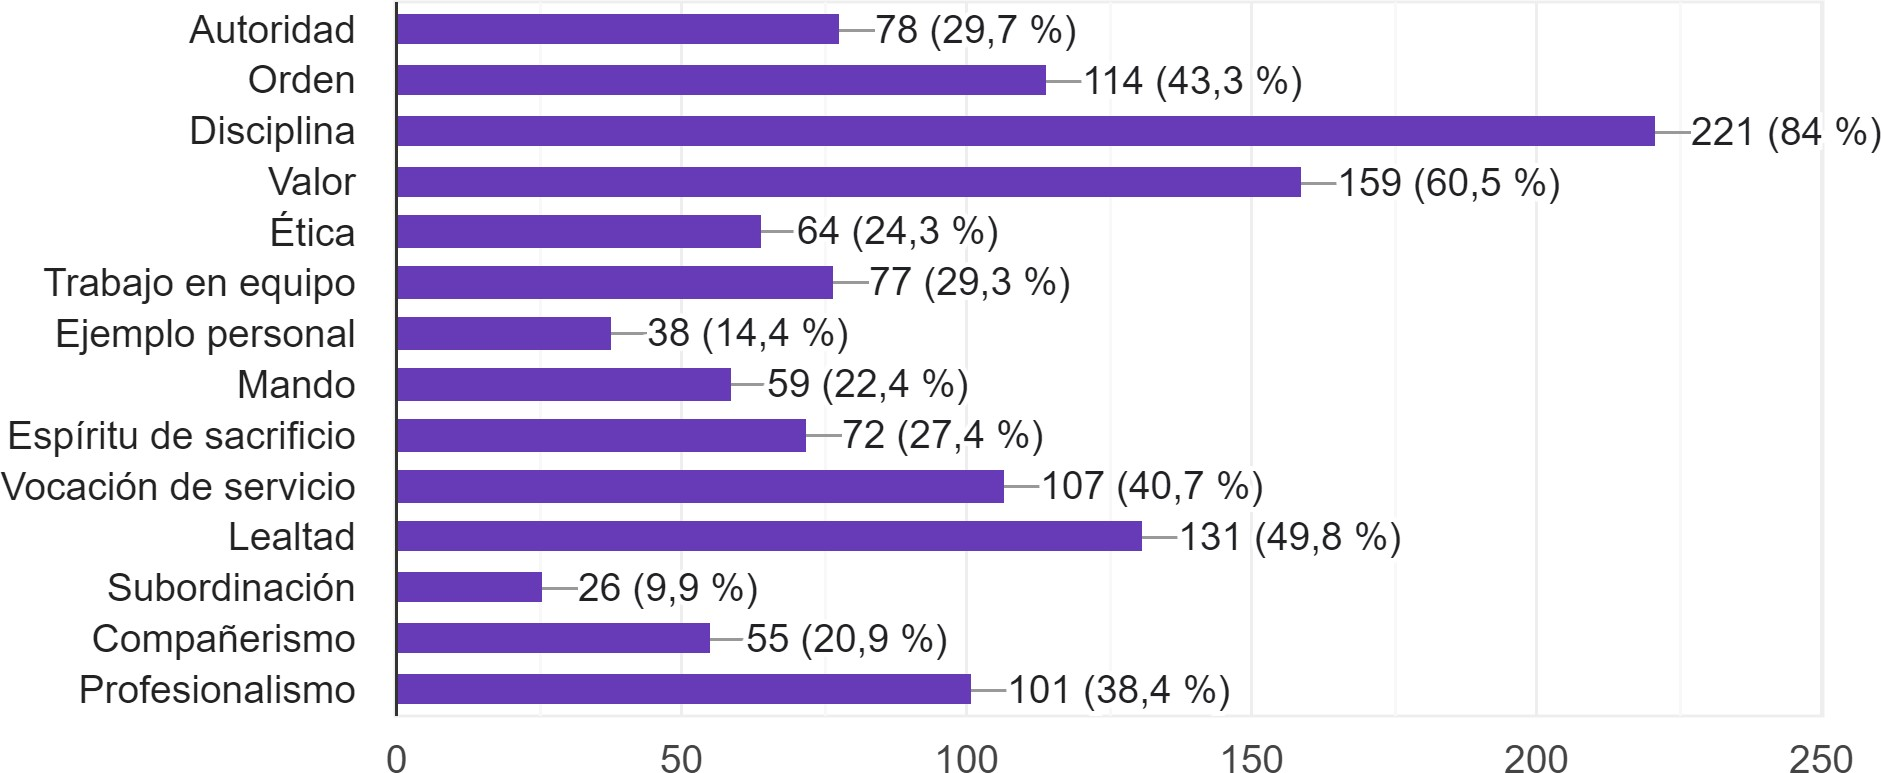 Autoridad 78 (29,7 %)
Orden 114 (43,3 %)
Disciplina 221 (84 %)
Valor 159 (60,5 %)
Ética 64 (24,3 %)
Trabajo en equipo 77 (29,3 %)
Ejemplo personal 38 (14,4 %)
Mando 59 (22,4 %)
Espíritu de sacrificio 72 (27,4 %)
Vocación de servicio 107 (40,7 %)
Lealtad 131 (49,8 %)
Subordinación 26 (9,9 %)
Compañerismo 55 (20,9 %)
Profesionalismo 101 (38,4 %)
0 50 100 150 200 250